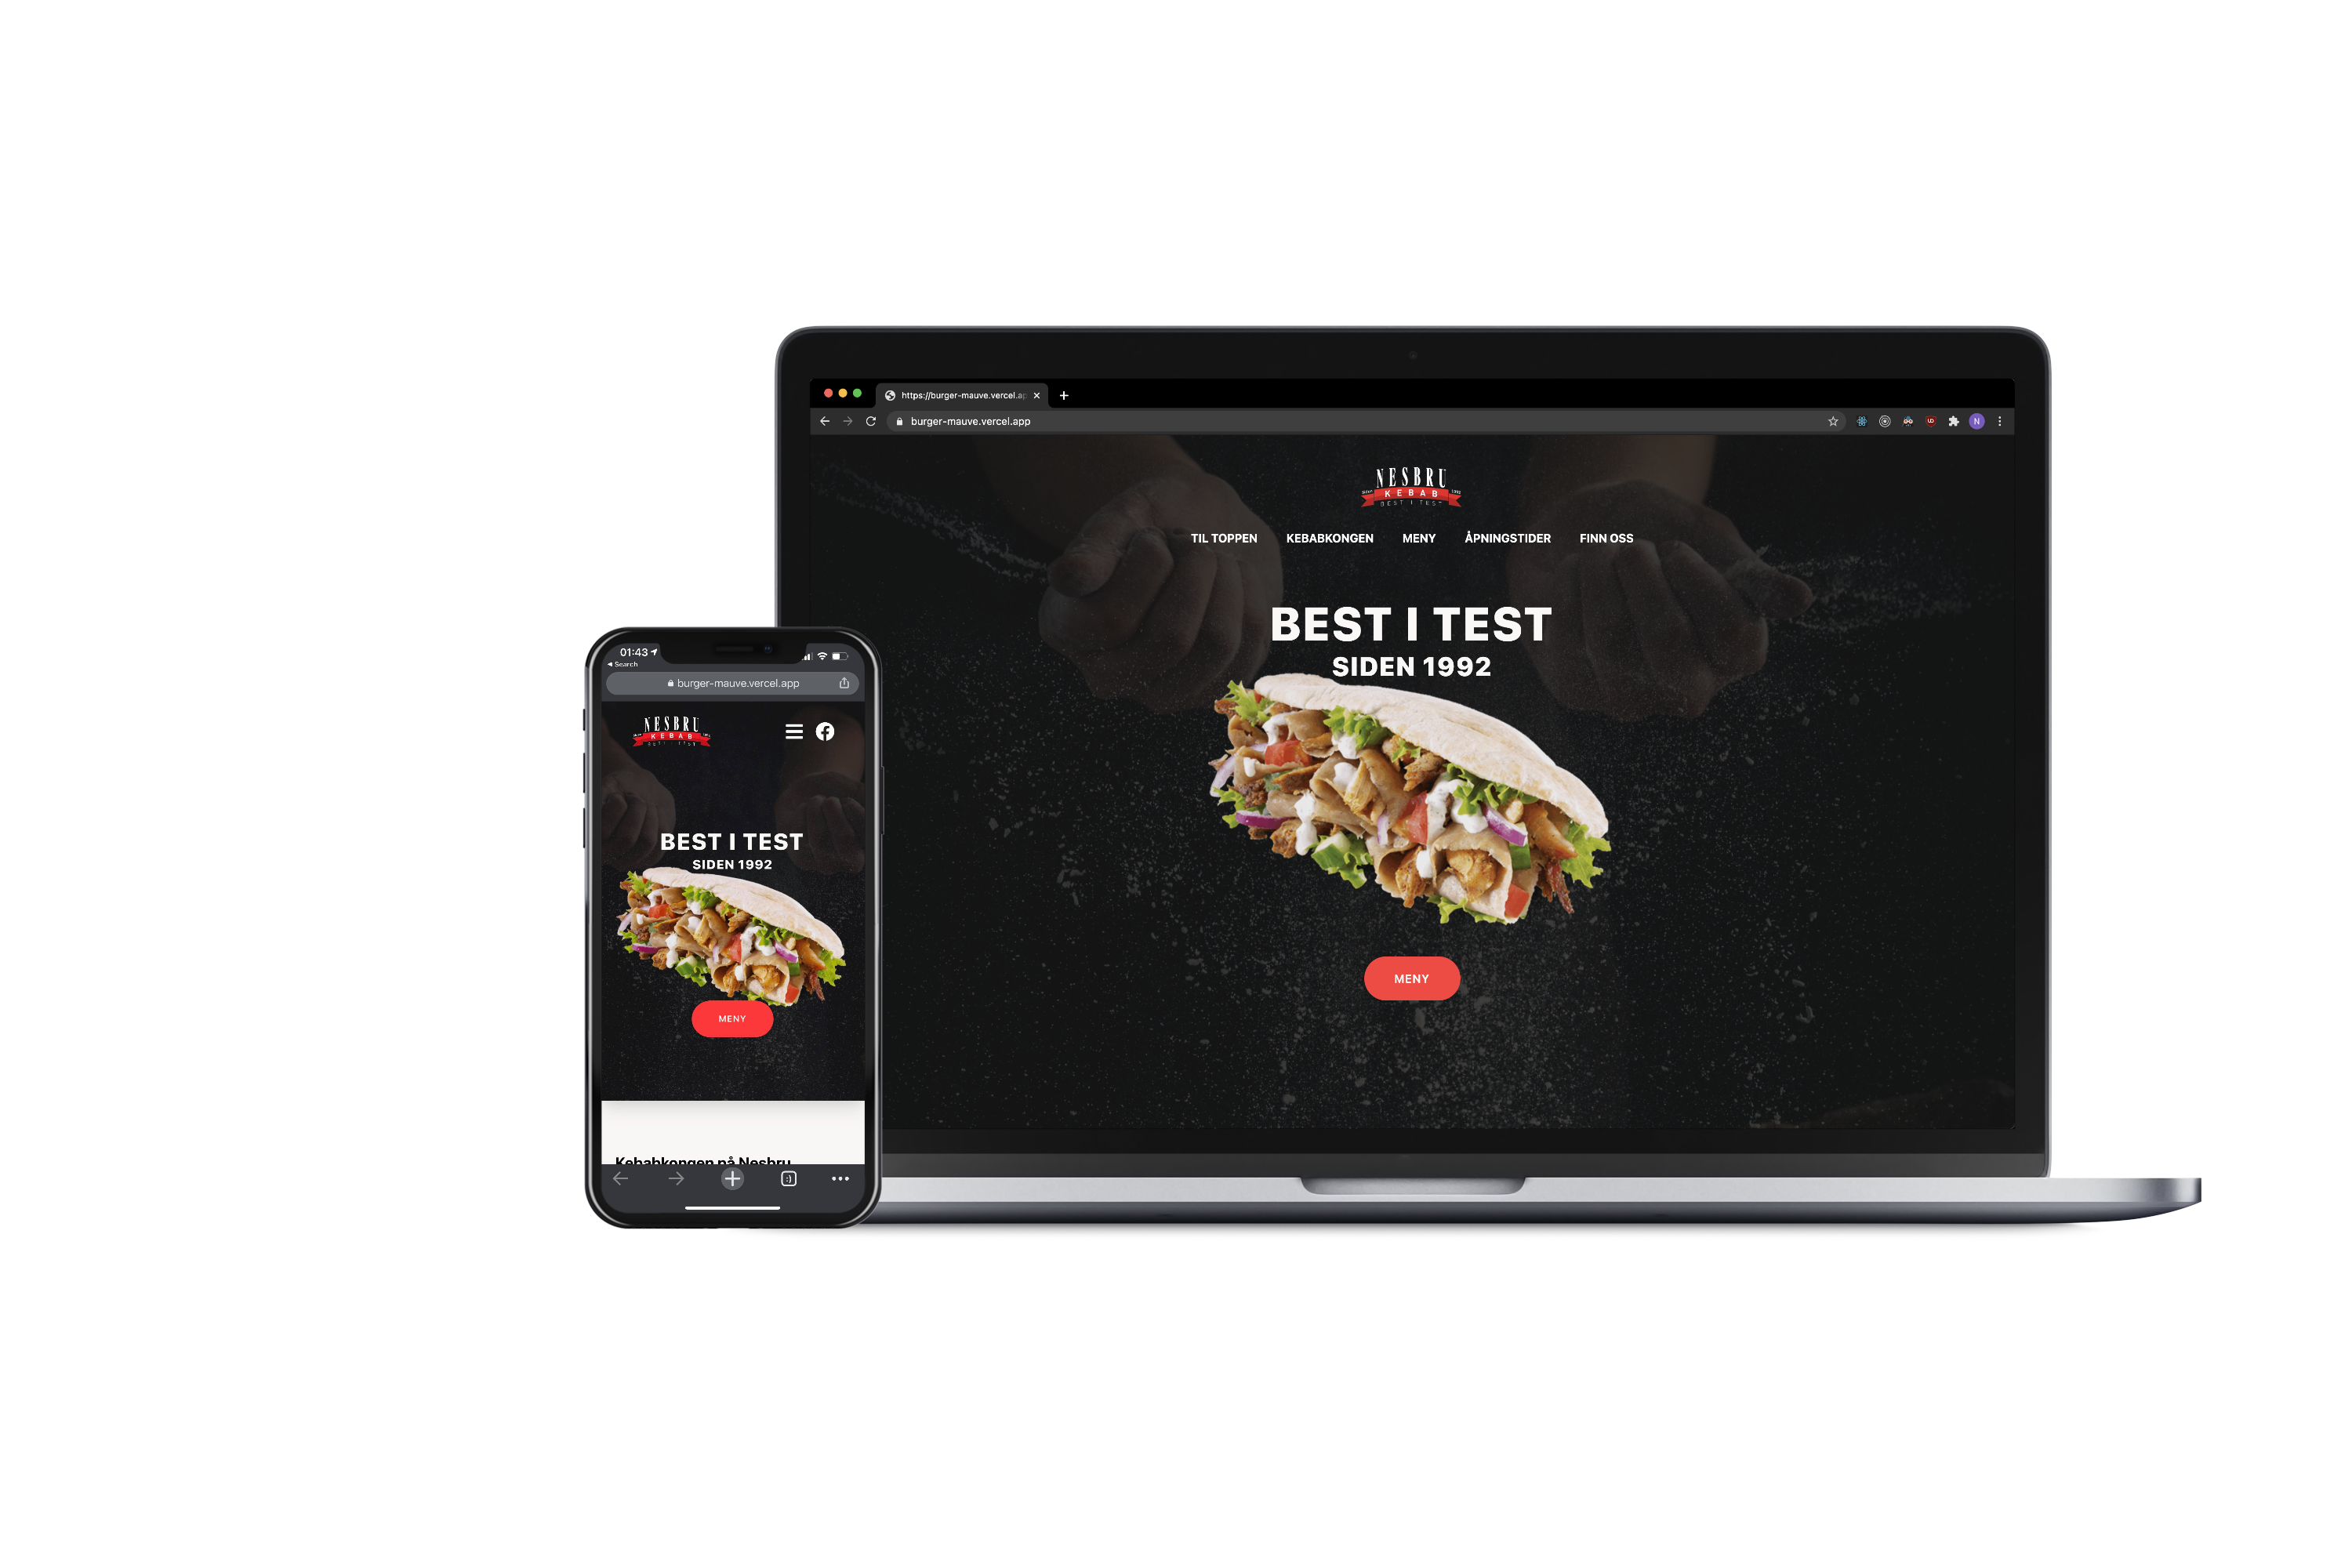 https://burger-mauve.vercel.ap
burger-mauve.vercel.app
N
NESBRU
KEBAB
BEST I TEST
TIL TOPPEN KEBABKONGEN MENY ÅPNINGSTIDER FINN OSS
BEST I TEST
SIDEN 1992
MENY
01:43
Search
burger-mauve.vercel.app
NESBRU
KEBAB
BEST I TEST
BEST I TEST
SIDEN 1992
MENY
Kebabkongen på Nesbru
:)